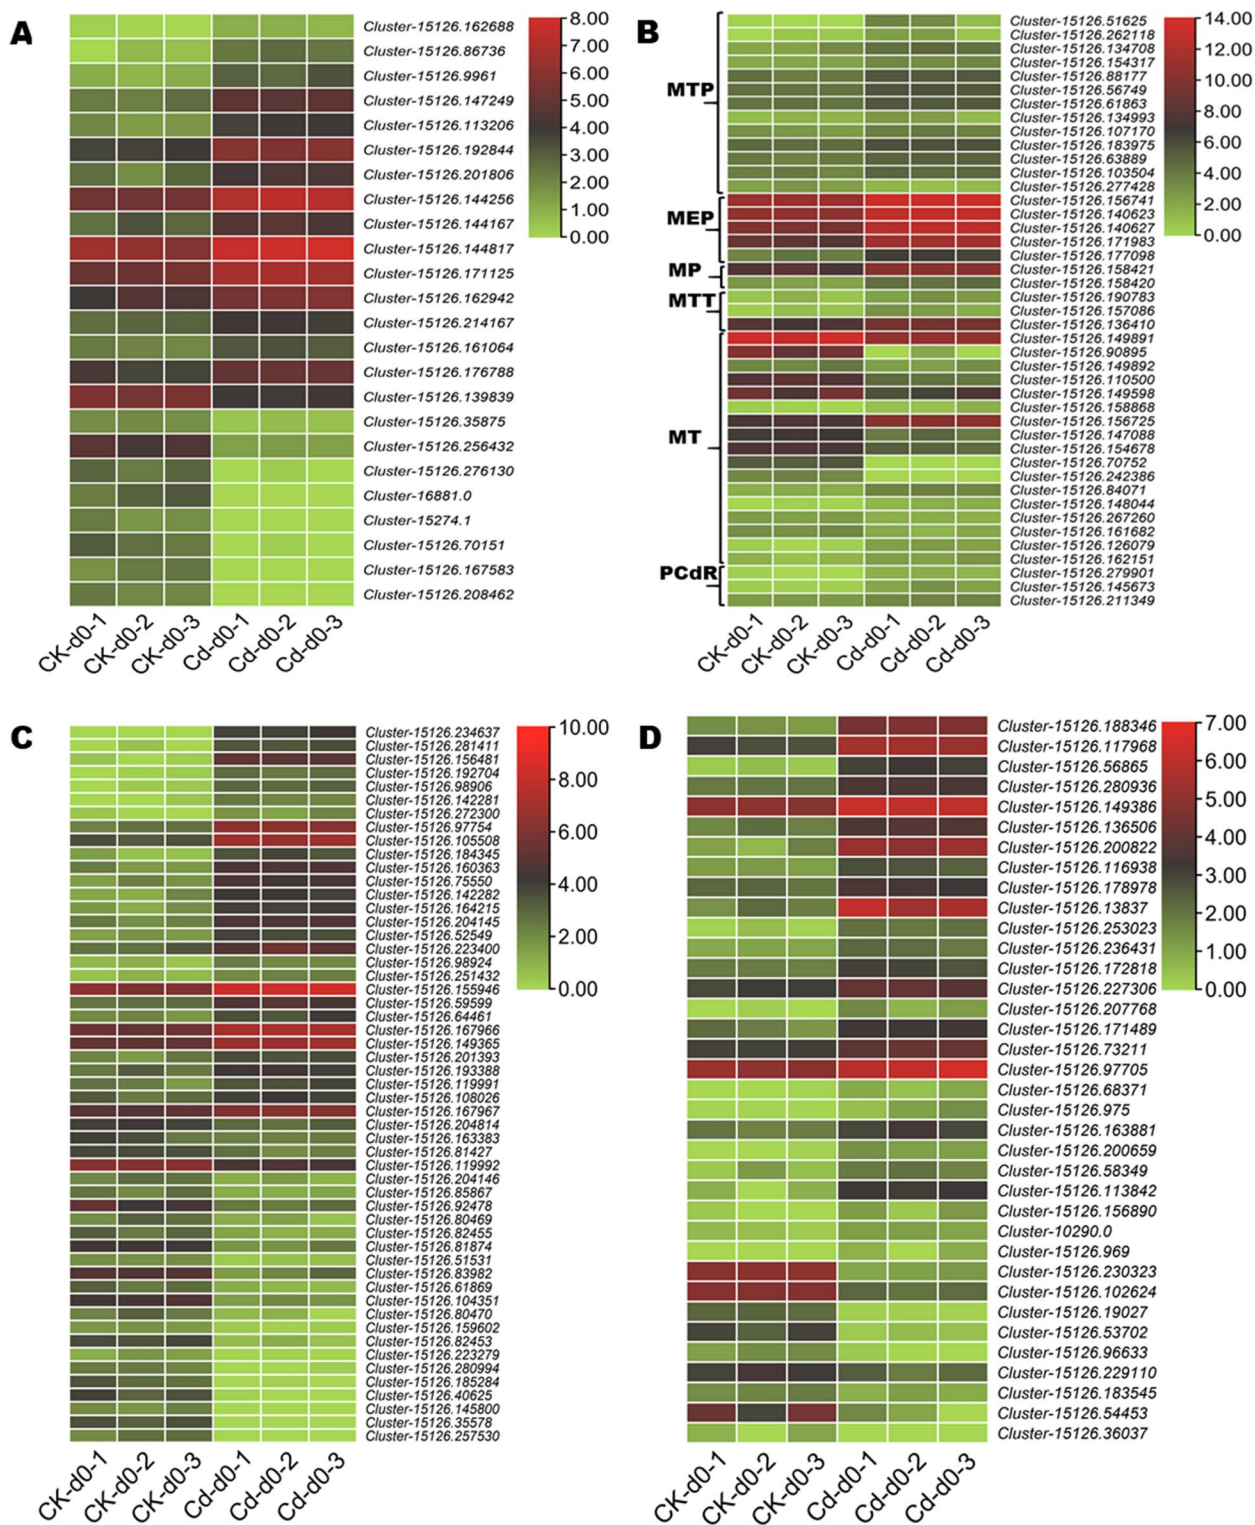 A
Cluster-15126.162688
Cluster-15126.86736
Cluster-15126.9961
Cluster-15126.147249
Cluster-15126.113206
Cluster-15126.192844
Cluster-15126.201806
Cluster-15126.144256
Cluster-15126.144167
Cluster-15126.144817
Cluster-15126.171125
Cluster-15126.162942
Cluster-15126.214167
Cluster-15126.161064
Cluster-15126.176788
Cluster-15126.139839
Cluster-15126.35875
Cluster-15126.256432
Cluster-15126.276130
Cluster-16881.0
Cluster-15274.1
Cluster-15126.70151
Cluster-15126.167583
Cluster-15126.208462
8.00
7.00
6.00
5.00
4.00
3.00
2.00
1.00
0.00
CK-d0-1
CK-d0-2
CK-d0-3
Cd-d0-1
Cd-d0-2
Cd-d0-3
B
MTP
MEP
MP
MTT
MT
PCdR
Cluster-15126.51625
Cluster-15126.262118
Cluster-15126.134708
Cluster-15126.154317
Cluster-15126.88177
Cluster-15126.56749
Cluster-15126.61863
Cluster-15126.134993
Cluster-15126.107170
Cluster-15126.183975
Cluster-15126.63889
Cluster-15126.103504
Cluster-15126.277428
Cluster-15126.156741
Cluster-15126.140623
Cluster-15126.140627
Cluster-15126.171983
Cluster-15126.177098
Cluster-15126.158421
Cluster-15126.158420
Cluster-15126.190783
Cluster-15126.157086
Cluster-15126.136410
Cluster-15126.149891
Cluster-15126.90895
Cluster-15126.149892
Cluster-15126.110500
Cluster-15126.149598
Cluster-15126.158868
Cluster-15126.156725
Cluster-15126.147088
Cluster-15126.154678
Cluster-15126.70752
Cluster-15126.242386
Cluster-15126.84071
Cluster-15126.148044
Cluster-15126.267260
Cluster-15126.161682
Cluster-15126.126079
Cluster-15126.162151
Cluster-15126.279901
Cluster-15126.145673
Cluster-15126.211349
14.00
12.00
10.00
8.00
6.00
4.00
2.00
0.00
CK-d0-1
CK-d0-2
CK-d0-3
Cd-d0-1
Cd-d0-2
Cd-d0-3
C
Cluster-15126.234637
Cluster-15126.281411
Cluster-15126.156481
Cluster-15126.192704
Cluster-15126.98906
Cluster-15126.142281
Cluster-15126.272300
Cluster-15126.97754
Cluster-15126.105508
Cluster-15126.184345
Cluster-15126.160363
Cluster-15126.75550
Cluster-15126.142282
Cluster-15126.164215
Cluster-15126.204145
Cluster-15126.52549
Cluster-15126.223400
Cluster-15126.98924
Cluster-15126.251432
Cluster-15126.155946
Cluster-15126.59599
Cluster-15126.64461
Cluster-15126.167966
Cluster-15126.149365
Cluster-15126.201393
Cluster-15126.193388
Cluster-15126.119991
Cluster-15126.108026
Cluster-15126.167967
Cluster-15126.204814
Cluster-15126.163383
Cluster-15126.81427
Cluster-15126.119992
Cluster-15126.204146
Cluster-15126.85867
Cluster-15126.92478
Cluster-15126.80469
Cluster-15126.82455
Cluster-15126.81874
Cluster-15126.51531
Cluster-15126.83982
Cluster-15126.61869
Cluster-15126.104351
Cluster-15126.80470
Cluster-15126.159602
Cluster-15126.82453
Cluster-15126.223279
Cluster-15126.280994
Cluster-15126.185284
Cluster-15126.40625
Cluster-15126.145800
Cluster-15126.35578
Cluster-15126.257530
10.00
8.00
6.00
4.00
2.00
0.00
CK-d0-1
CK-d0-2
CK-d0-3
Cd-d0-1
Cd-d0-2
Cd-d0-3
D
Cluster-15126.188346
Cluster-15126.117968
Cluster-15126.56865
Cluster-15126.280936
Cluster-15126.149386
Cluster-15126.136506
Cluster-15126.200822
Cluster-15126.116938
Cluster-15126.178978
Cluster-15126.13837
Cluster-15126.253023
Cluster-15126.236431
Cluster-15126.172818
Cluster-15126.227306
Cluster-15126.207768
Cluster-15126.171489
Cluster-15126.73211
Cluster-15126.97705
Cluster-15126.68371
Cluster-15126.975
Cluster-15126.163881
Cluster-15126.200659
Cluster-15126.58349
Cluster-15126.113842
Cluster-15126.156890
Cluster-10290.0
Cluster-15126.969
Cluster-15126.230323
Cluster-15126.102624
Cluster-15126.19027
Cluster-15126.53702
Cluster-15126.96633
Cluster-15126.229110
Cluster-15126.183545
Cluster-15126.54453
Cluster-15126.36037
7.00
6.00
5.00
4.00
3.00
2.00
1.00
0.00
CK-d0-1
CK-d0-2
CK-d0-3
Cd-d0-1
Cd-d0-2
Cd-d0-3